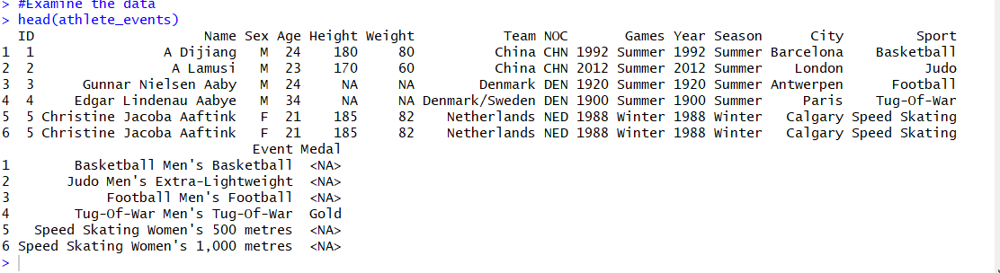 > #Examine the data
> head(athlete_events)
  ID                     Name Sex Age Height Weight           Team NOC       Games Year Season      City         Sport
1  1                A Dijiang   M  24    180     80          China CHN 1992 Summer 1992 Summer Barcelona    Basketball
2  2                 A Lamusi   M  23    170     60          China CHN 2012 Summer 2012 Summer    London          Judo
3  3      Gunnar Nielsen Aaby   M  24     NA     NA        Denmark DEN 1920 Summer 1920 Summer Antwerpen      Football
4  4     Edgar Lindenau Aabye   M  34     NA     NA Denmark/Sweden DEN 1900 Summer 1900 Summer     Paris    Tug-Of-War
5  5 Christine Jacoba Aaftink   F  21    185     82    Netherlands NED 1988 Winter 1988 Winter   Calgary Speed Skating
6  5 Christine Jacoba Aaftink   F  21    185     82    Netherlands NED 1988 Winter 1988 Winter   Calgary Speed Skating
                               Event Medal
1        Basketball Men's Basketball  <NA>
2       Judo Men's Extra-Lightweight  <NA>
3            Football Men's Football  <NA>
4        Tug-Of-War Men's Tug-Of-War  Gold
5   Speed Skating Women's 500 metres  <NA>
6 Speed Skating Women's 1,000 metres  <NA>
>